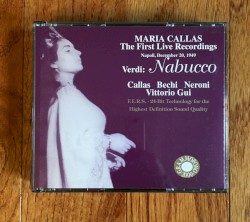 MARIA CALLAS
The First Live Recordings
Napoli, December 20, 1949
Verdi: Nabucco
Callas Bechi Neroni
Vittorio Gui
20-Bit Technology for the
Highest Definition Sound Quality